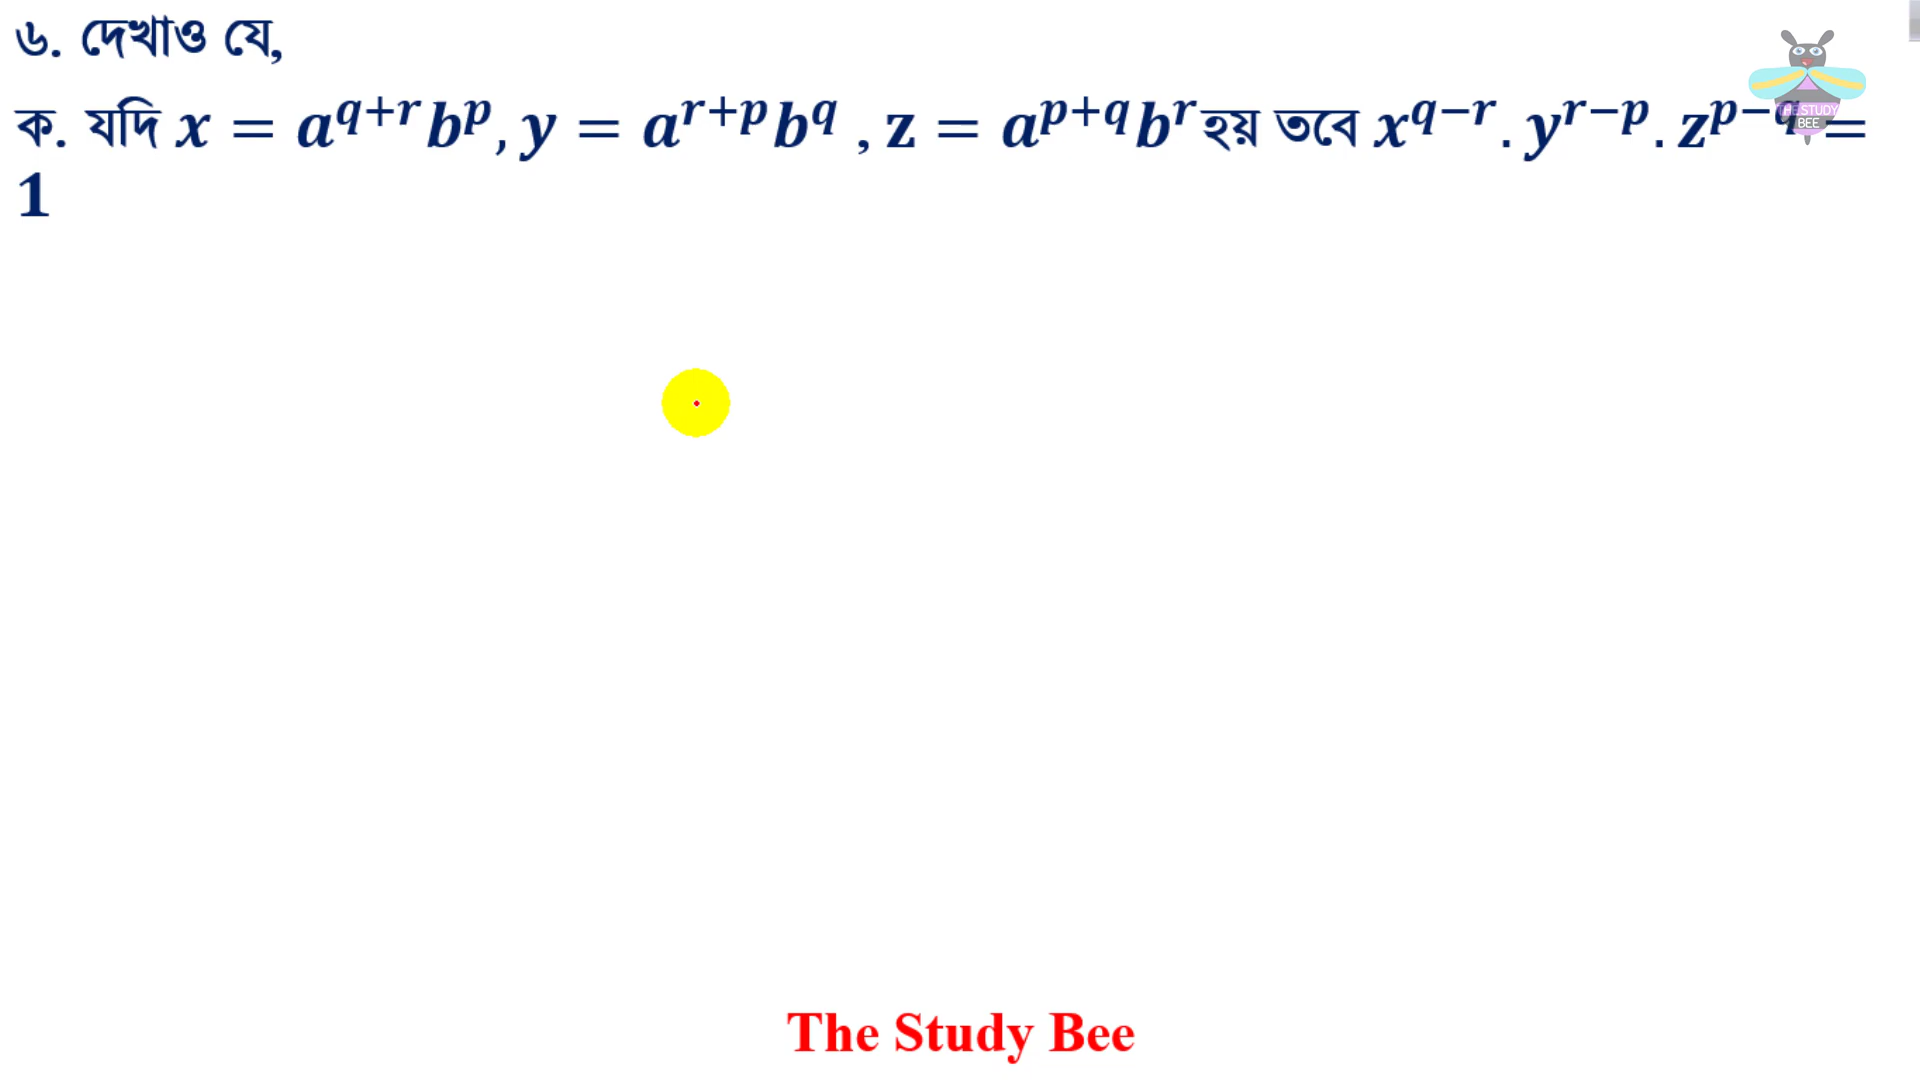 ৬. দেখাও যে,
ক. যদি x = a^{q+r}b^{p}, y = a^{r+p}b^{q} , z = a^{p+q}b^{r} হয় তবে x^{q−r} . y^{r−p} . z^{p−q} =
1
THE STUDY
BEE
The Study Bee